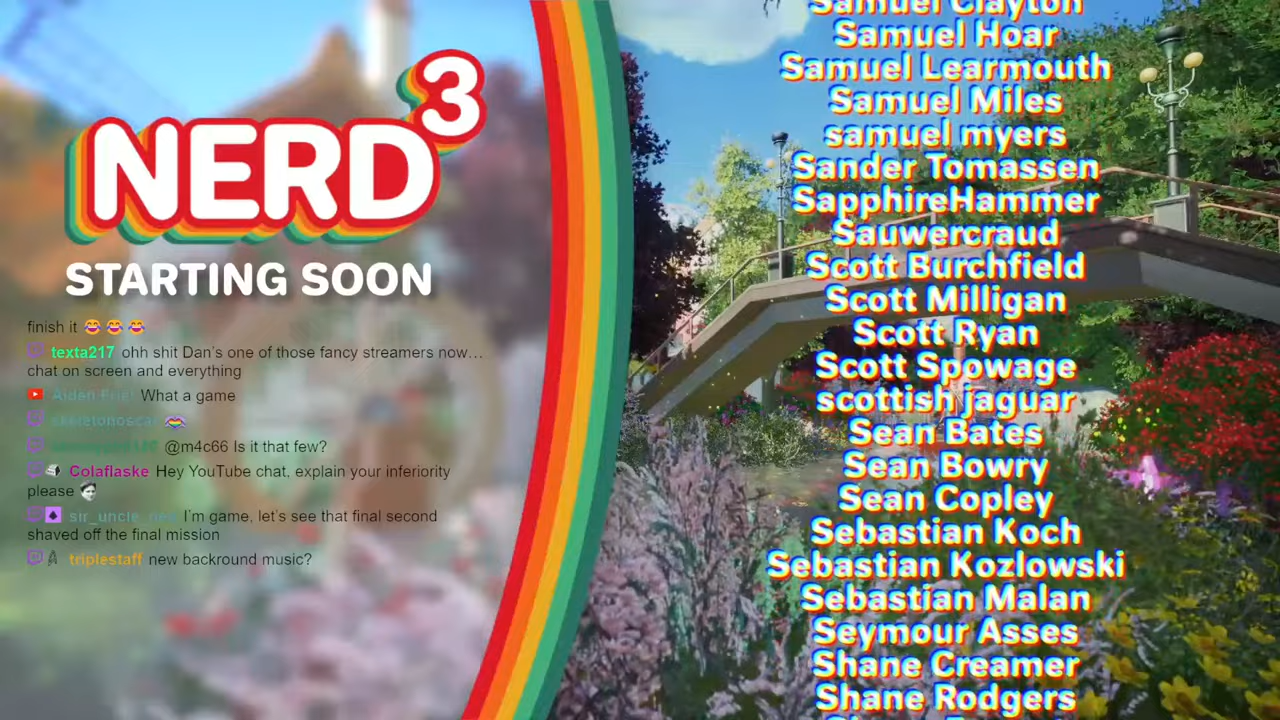 NERD³
STARTING SOON
finish it 😂 😂 😂
texta217 ohh shit Dan's one of those fancy streamers now...
chat on screen and everything
Aiden Friel What a game
@m4c66 Is it that few?
Colaflaske Hey YouTube chat, explain your inferiority
please
I'm game, let's see that final second
shaved off the final mission
triplestaff new backround music?
Samuel Clayton
Samuel Hoar
Samuel Learmouth
Samuel Miles
samuel myers
Sander Tomassen
SapphireHammer
Sauwercraud
Scott Burchfield
Scott Milligan
Scott Ryan
Scott Spowage
scottishjaguar
Sean Bates
Sean Bowry
Sean Copley
Sebastian Koch
Sebastian Kozlowski
Sebastian Malan
Seymour Asses
Shane Creamer
Shane Rodgers